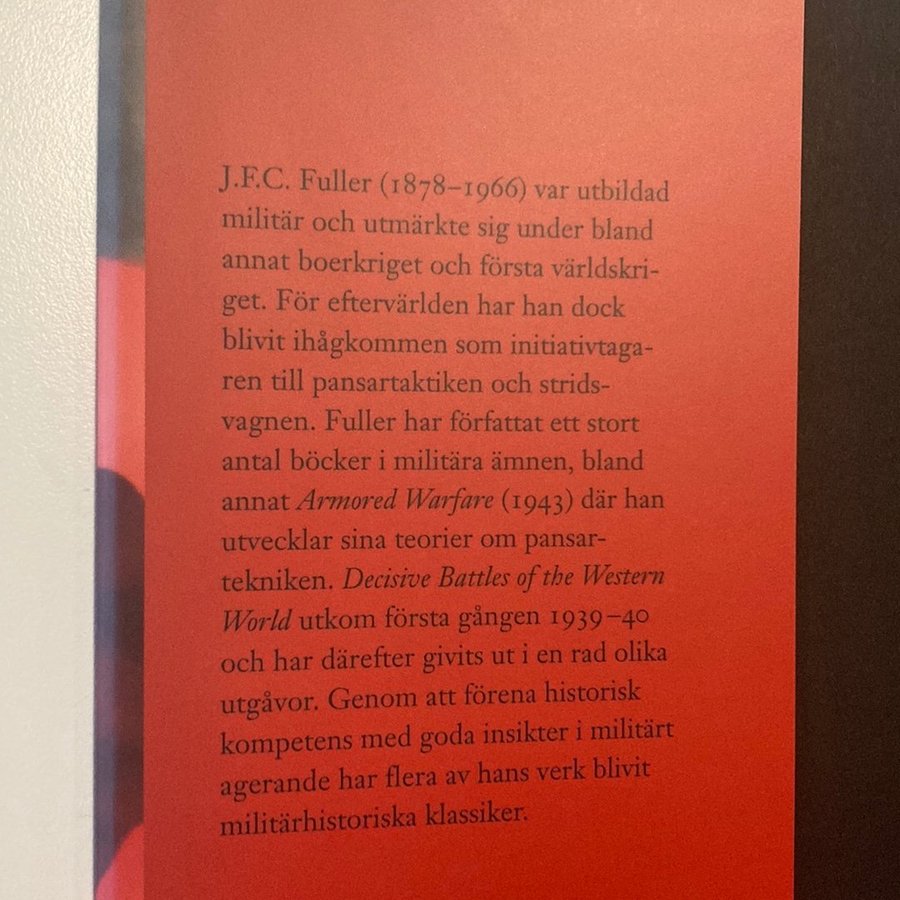 J.F.C. Fuller (1878–1966) var utbildad
militär och utmärkte sig under bland
annat boerkriget och första världskri-
get. För eftervärlden har han dock
blivit ihågkommen som initiativtaga-
ren till pansartaktiken och strids-
vagnen. Fuller har författat ett stort
antal böcker i militära ämnen, bland
annat Armored Warfare (1943) där han
utvecklar sina teorier om pansar-
tekniken. Decisive Battles of the Western
World utkom första gången 1939–40
och har därefter givits ut i en rad olika
utgåvor. Genom att förena historisk
kompetens med goda insikter i militärt
agerande har flera av hans verk blivit
militärhistoriska klassiker.